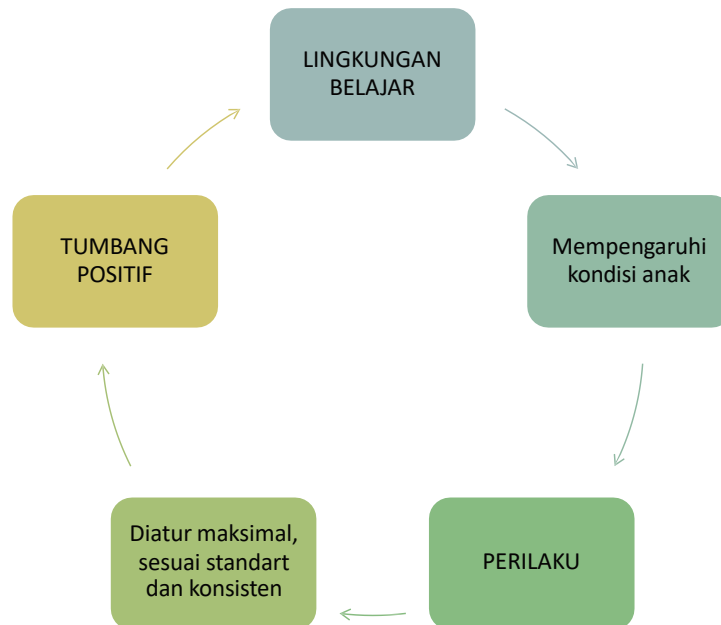 LINGKUNGAN
BELAJAR
Mempengaruhi
kondisi anak
PERILAKU
Diatur maksimal,
sesuai standart
dan konsisten
TUMBANG
POSITIF